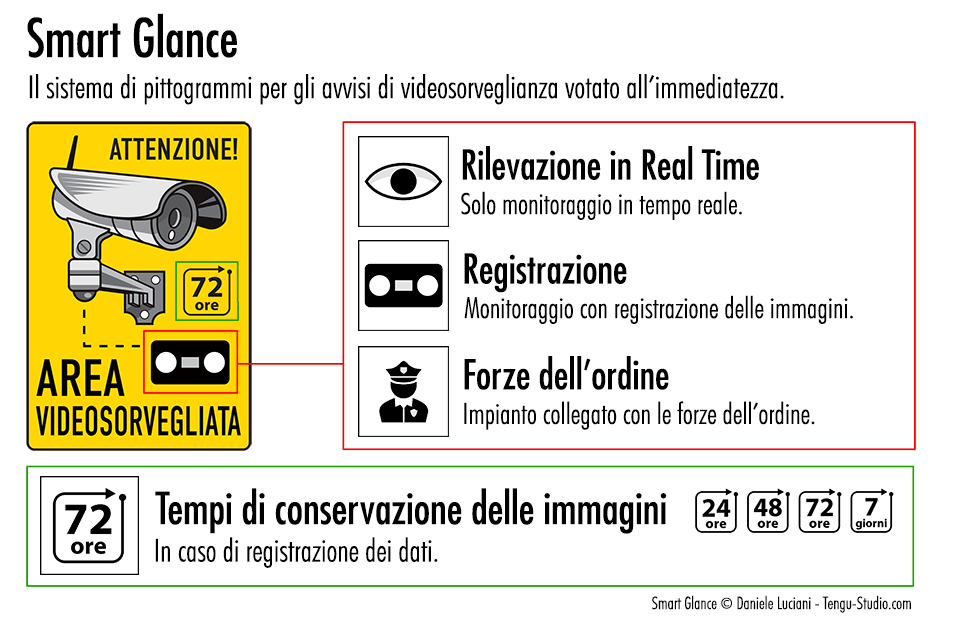 Smart Glance
Il sistema di pittogrammi per gli avvisi di videosorveglianza votato all'immediatezza.
ATTENZIONE!
72
ore
AREA
VIDEOSORVEGLIATA
Rilevazione in Real Time
Solo monitoraggio in tempo reale.
Registrazione
Monitoraggio con registrazione delle immagini.
Forze dell'ordine
Impianto collegato con le forze dell'ordine.
72
ore
Tempi di conservazione delle immagini
In caso di registrazione dei dati.
24
ore
48
ore
72
ore
7
giorni
Smart Glance © Daniele Luciani - Tengu-Studio.com